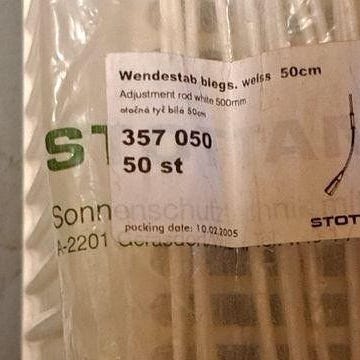 Wendestab blegs. weiss 50cm
Adjustment rod white 500mm
otočná tyč bílá 50cm
357 050
50 st
packing date: 10.02.2005
STOT
ST
Sonnenschutz
A-2201